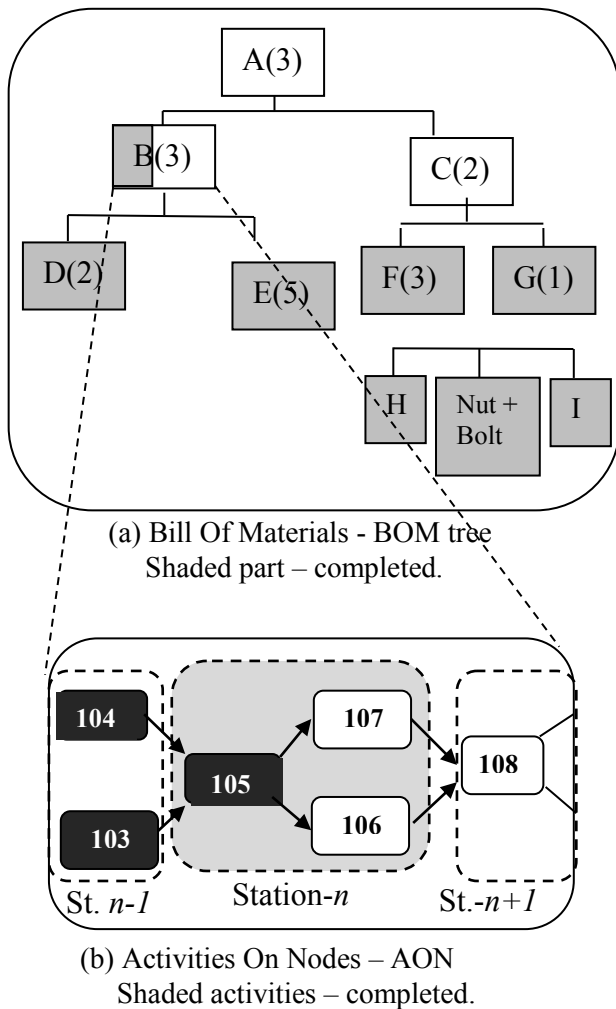 A(3)
B(3)
C(2)
D(2)
E(5)
F(3)
G(1)
H
Nut +
Bolt
I
(a) Bill Of Materials - BOM tree
Shaded part – completed.
104
107
105
108
103
106
St. n-1
Station-n
St.-n+1
(b) Activities On Nodes – AON
Shaded activities – completed.